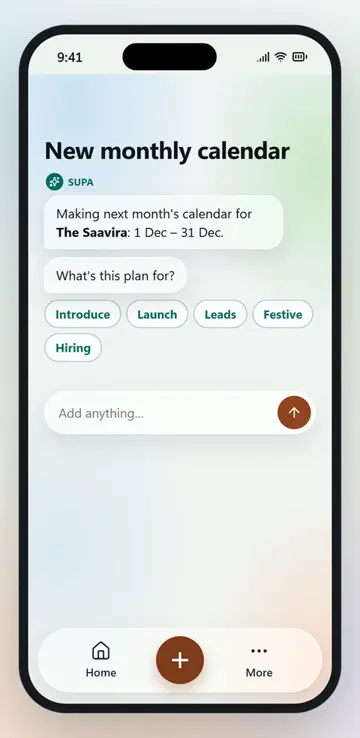 9:41
New monthly calendar
SUPA
Making next month's calendar for
The Saavira: 1 Dec – 31 Dec.
What's this plan for?
Introduce Launch Leads Festive
Hiring
Add anything...
Home More